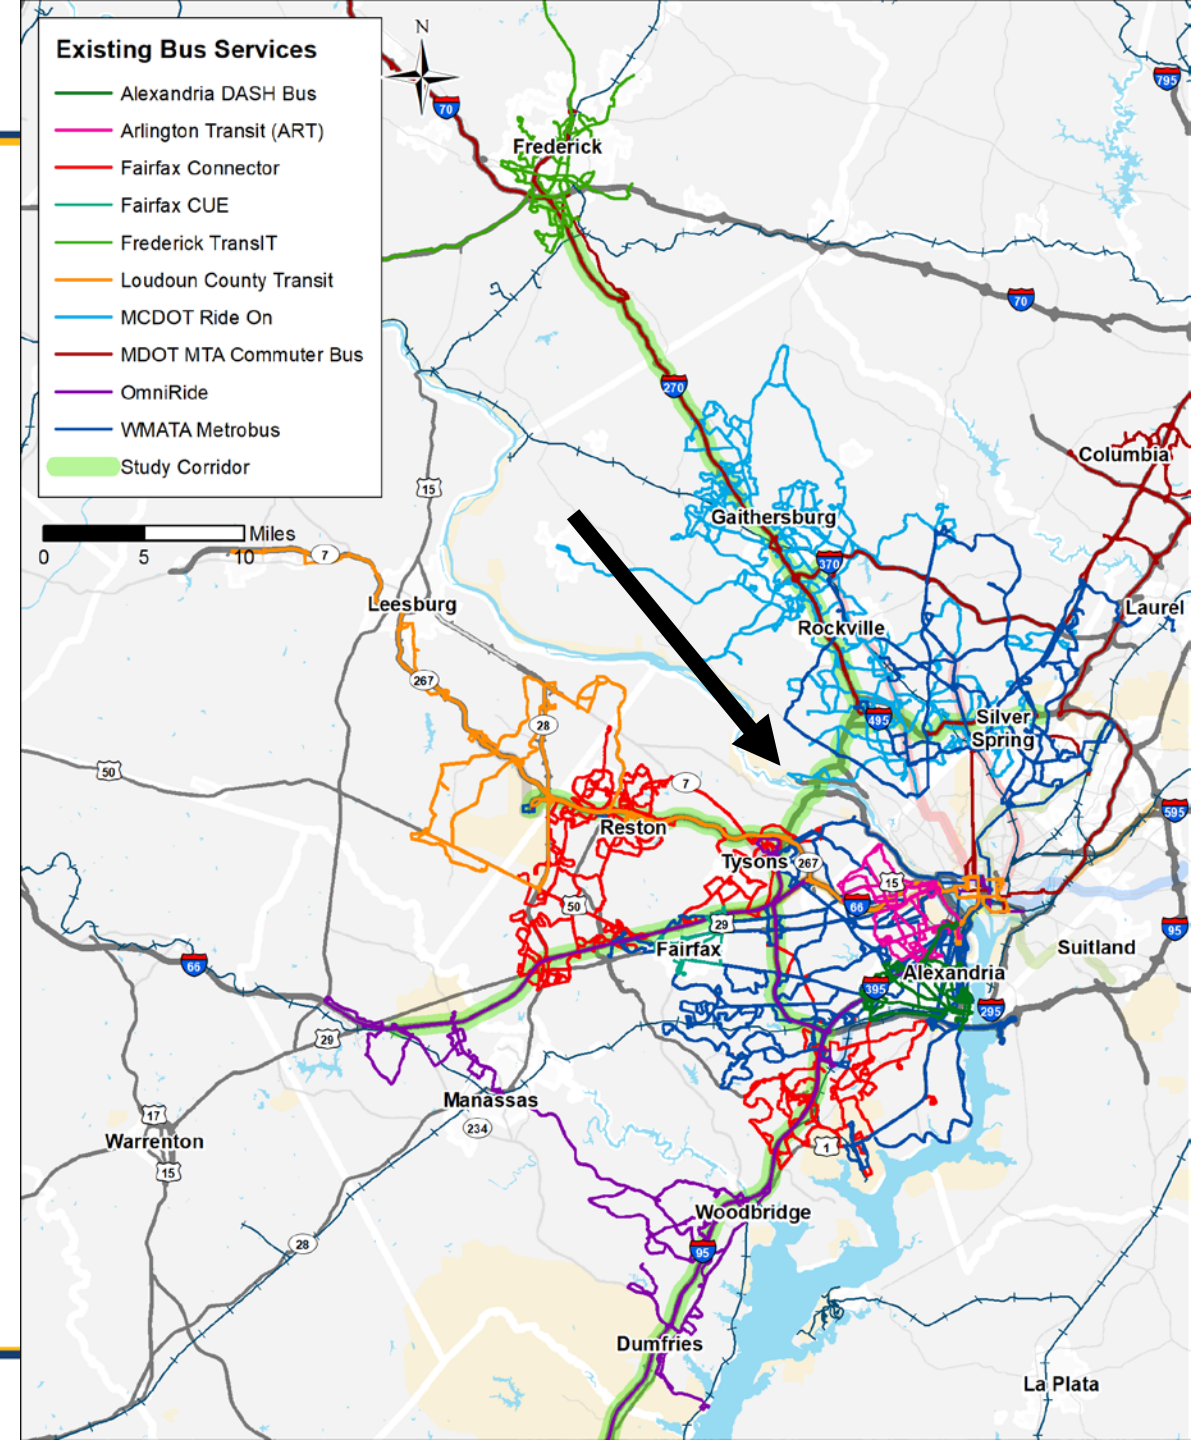 Existing Bus Services
Alexandria DASH Bus
Arlington Transit (ART)
Fairfax Connector
Fairfax CUE
Frederick TransIT
Loudoun County Transit
MCDOT Ride On
MDOT MTA Commuter Bus
OmniRide
WMATA Metrobus
Study Corridor
Miles
0 5 10
N
70
795
Frederick
70
270
Columbia
15
Gaithersburg
7
370
Leesburg
Laurel
Rockville
267
28
495
Silver
Spring
50
7
595
Reston
Tysons
267
15
50
66
29
95
Fairfax
Suitland
66
Alexandria
395
295
29
Manassas
17
234
Warrenton
1
15
Woodbridge
28
95
Dumfries
La Plata